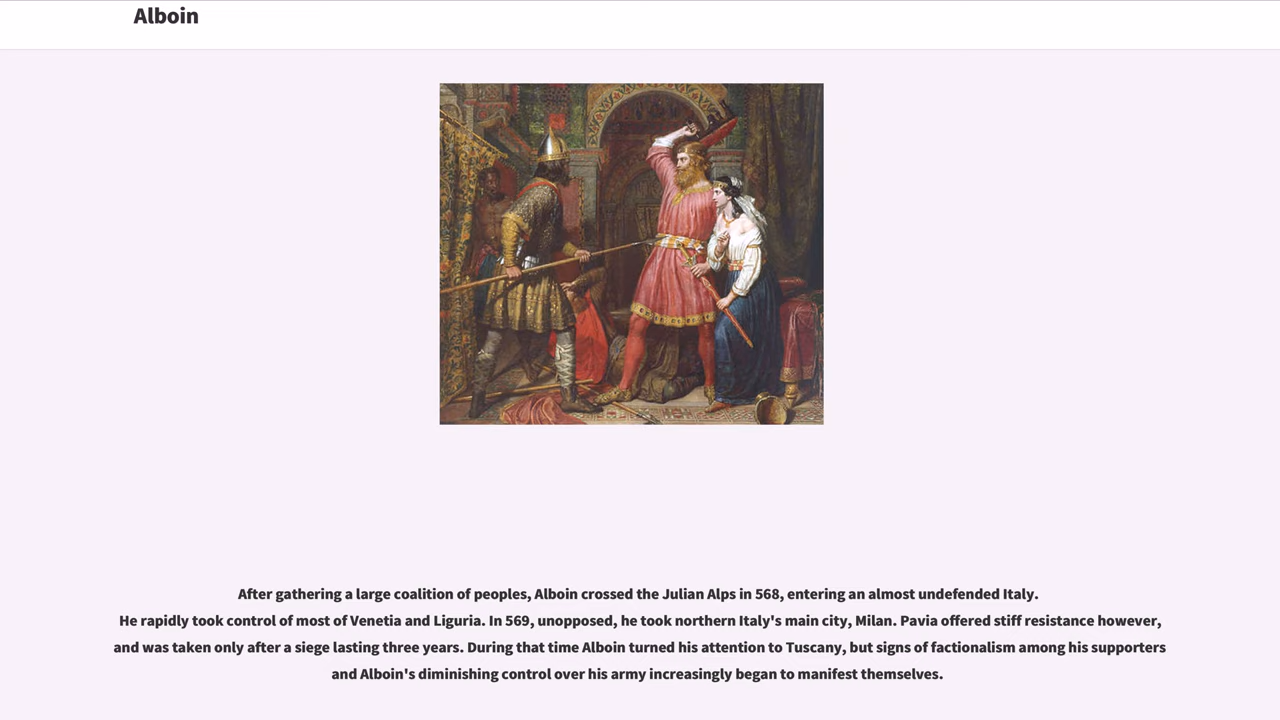 Alboin
After gathering a large coalition of peoples, Alboin crossed the Julian Alps in 568, entering an almost undefended Italy.
He rapidly took control of most of Venetia and Liguria. In 569, unopposed, he took northern Italy's main city, Milan. Pavia offered stiff resistance however,
and was taken only after a siege lasting three years. During that time Alboin turned his attention to Tuscany, but signs of factionalism among his supporters
and Alboin's diminishing control over his army increasingly began to manifest themselves.